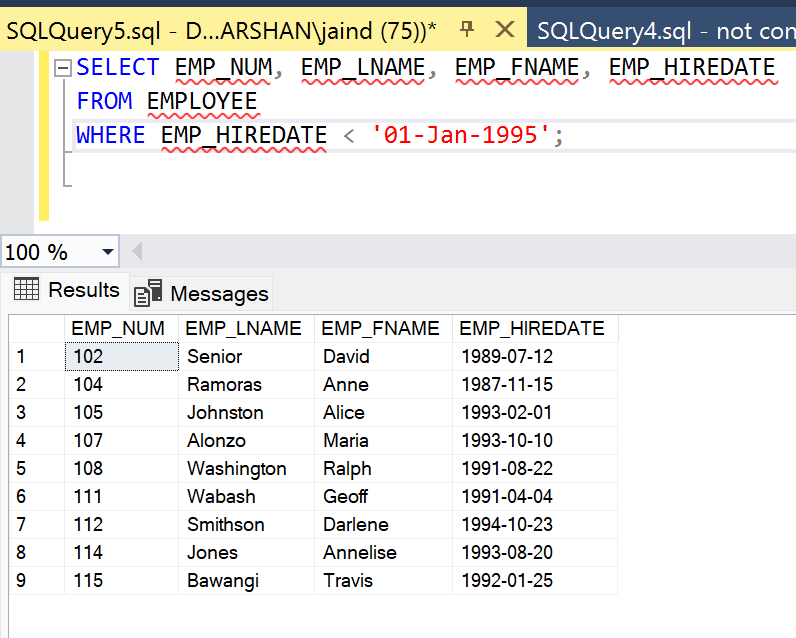 SQLQuery5.sql - D...ARSHAN\jaind (75))* SQLQuery4.sql - not con
SELECT EMP_NUM, EMP_LNAME, EMP_FNAME, EMP_HIREDATE
FROM EMPLOYEE
WHERE EMP_HIREDATE < '01-Jan-1995';
100 %
Results Messages
EMP_NUM EMP_LNAME EMP_FNAME EMP_HIREDATE
1 102 Senior David 1989-07-12
2 104 Ramoras Anne 1987-11-15
3 105 Johnston Alice 1993-02-01
4 107 Alonzo Maria 1993-10-10
5 108 Washington Ralph 1991-08-22
6 111 Wabash Geoff 1991-04-04
7 112 Smithson Darlene 1994-10-23
8 114 Jones Annelise 1993-08-20
9 115 Bawangi Travis 1992-01-25